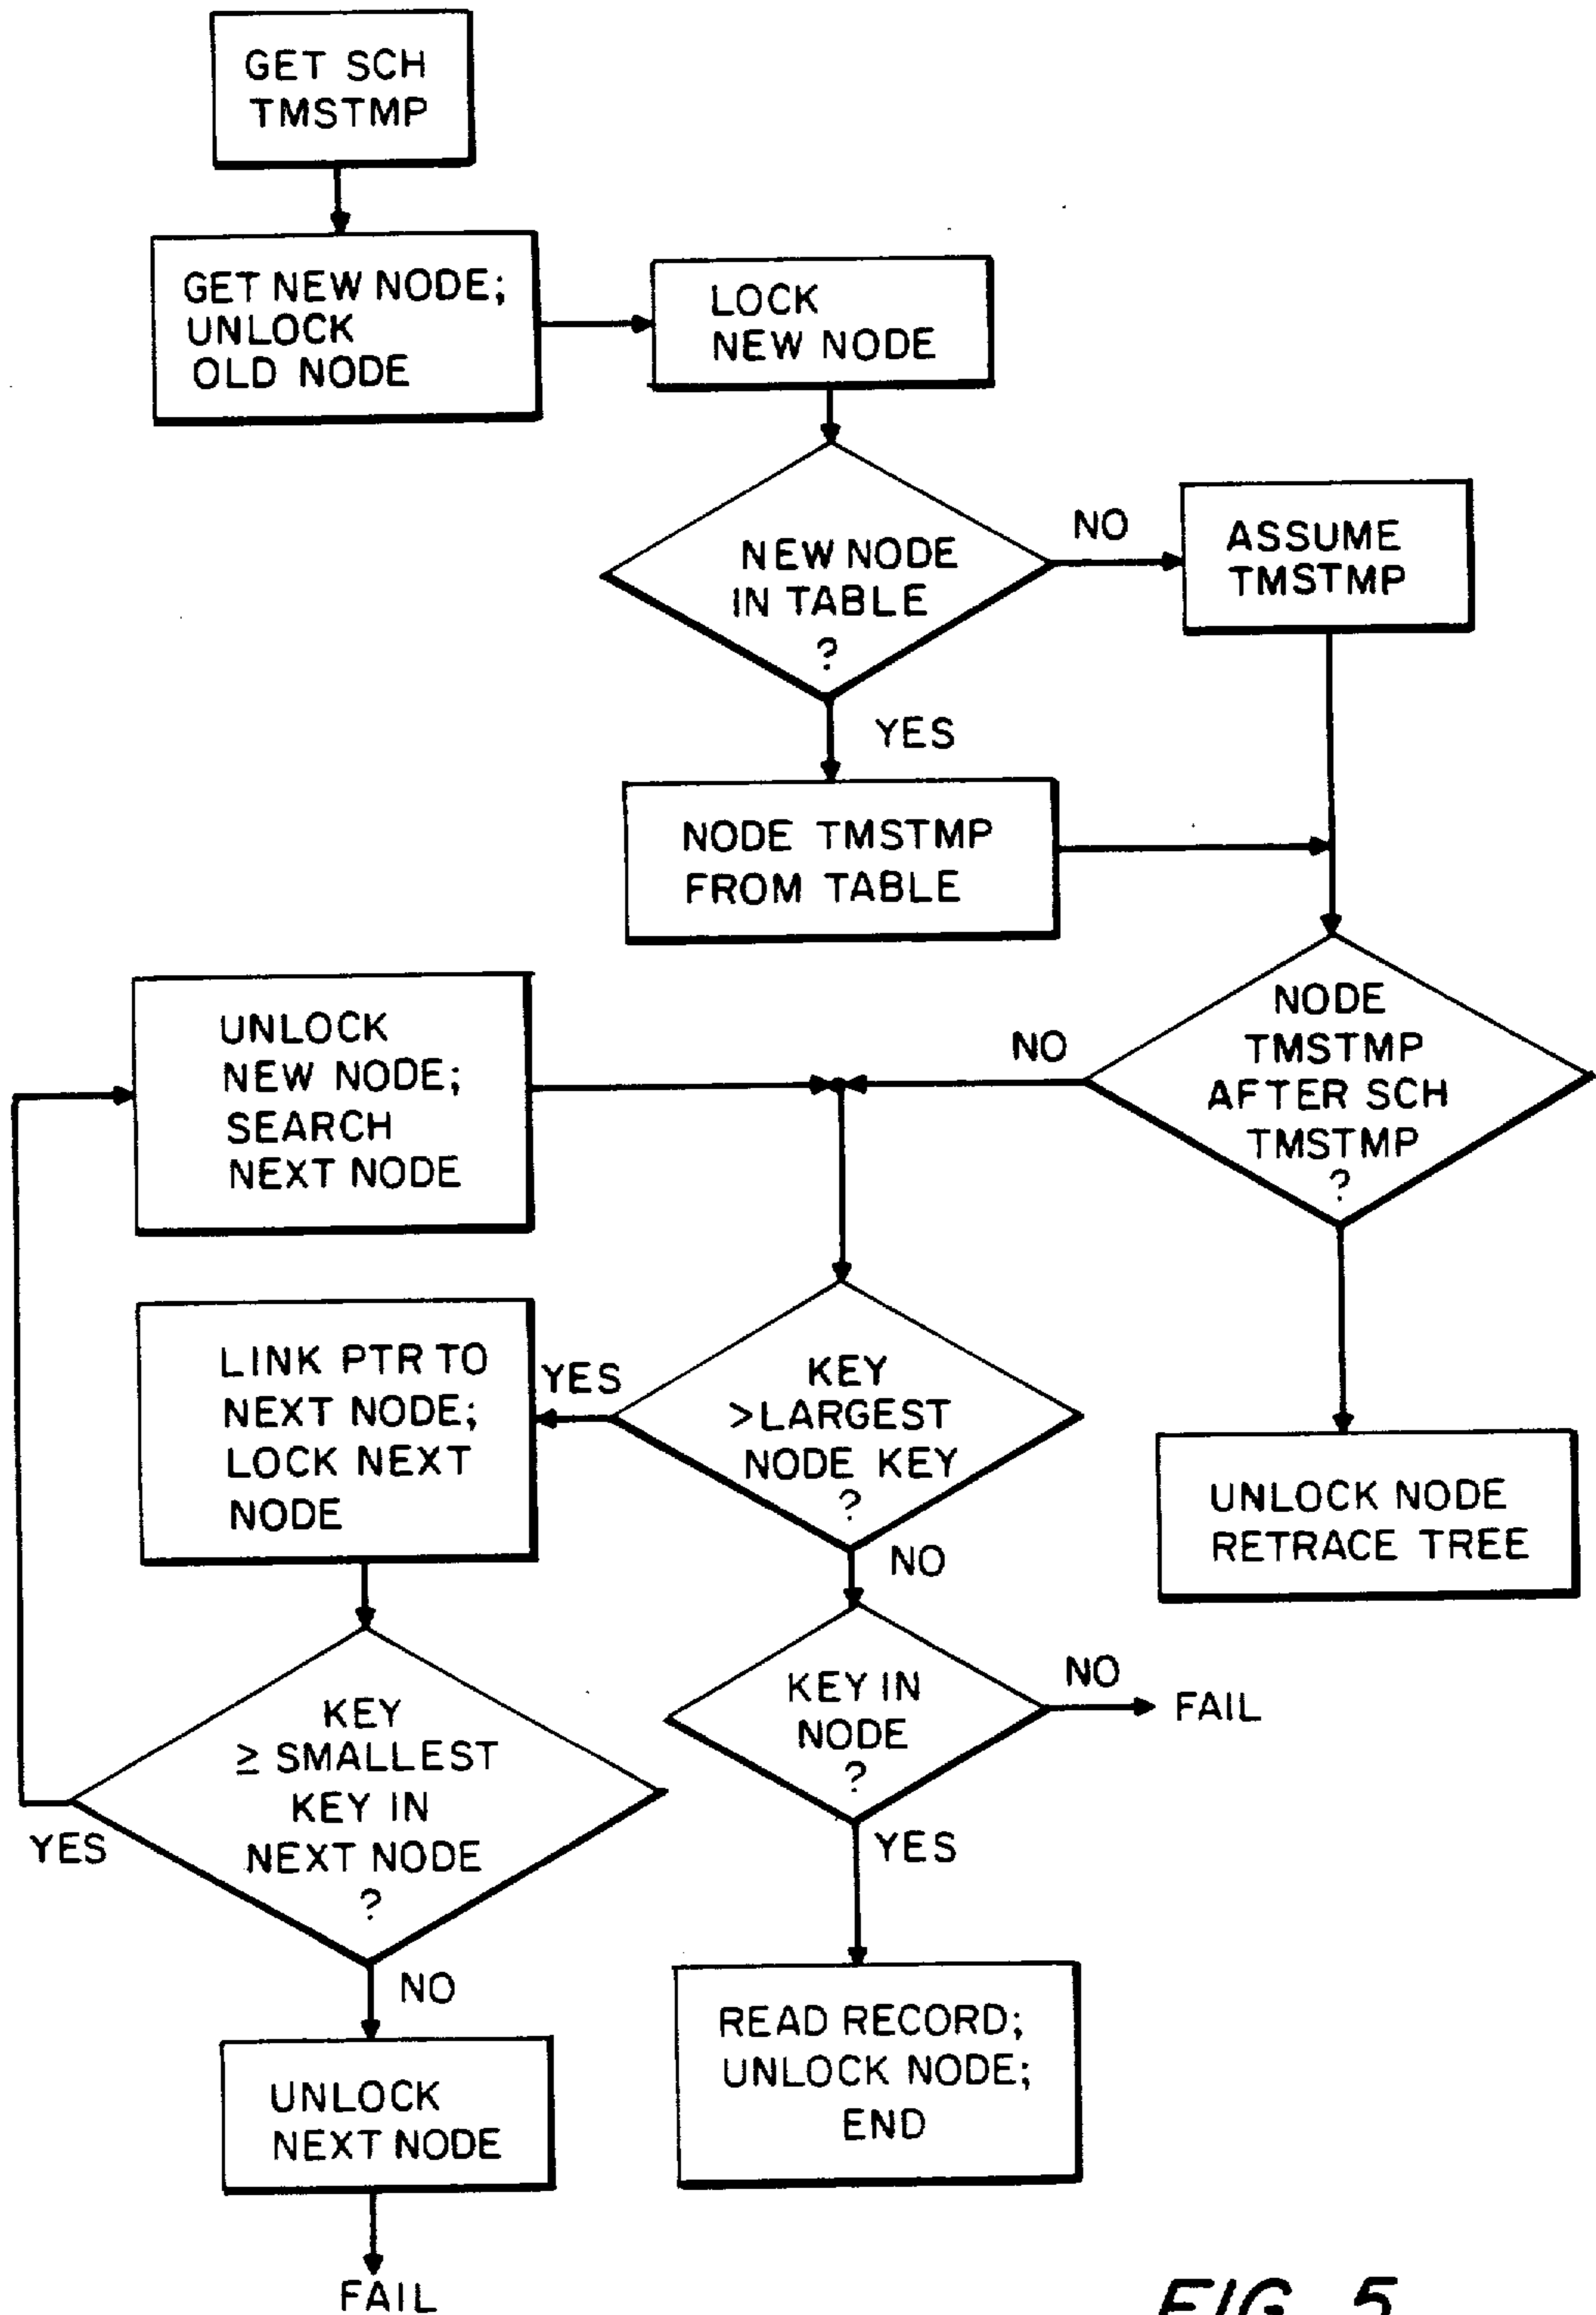 GET SCH
TMSTMP
GET NEW NODE;
UNLOCK
OLD NODE
LOCK
NEW NODE
NEW NODE
IN TABLE
?
NO
ASSUME
TMSTMP
YES
NODE TMSTMP
FROM TABLE
NODE
TMSTMP
AFTER SCH
TMSTMP
?
NO
UNLOCK
NEW NODE;
SEARCH
NEXT NODE
LINK PTR TO
NEXT NODE;
LOCK NEXT
NODE
YES
KEY
>LARGEST
NODE KEY
?
NO
UNLOCK NODE
RETRACE TREE
KEY
≥ SMALLEST
KEY IN
NEXT NODE
?
YES
NO
KEY IN
NODE
?
NO
FAIL
YES
READ RECORD;
UNLOCK NODE;
END
UNLOCK
NEXT NODE
FAIL
FIG. 5